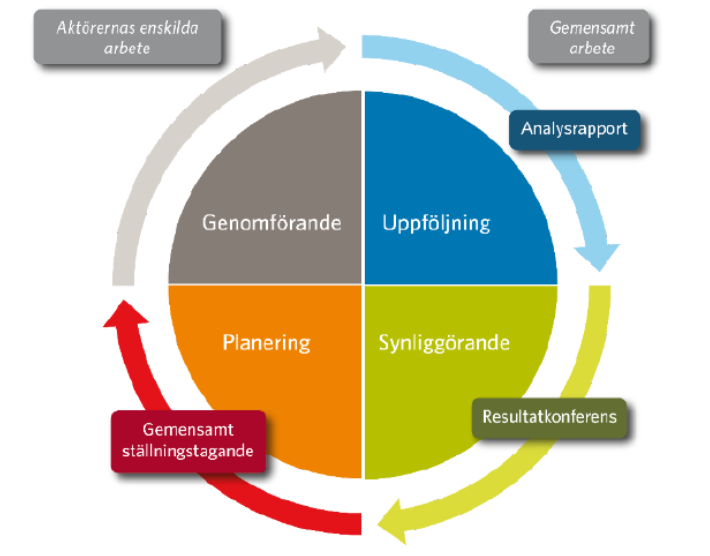 Aktörernas enskilda
arbete
Gemensamt
arbete
Analysrapport
Genomförande
Uppföljning
Planering
Synliggörande
Resultatkonferens
Gemensamt
ställningstagande